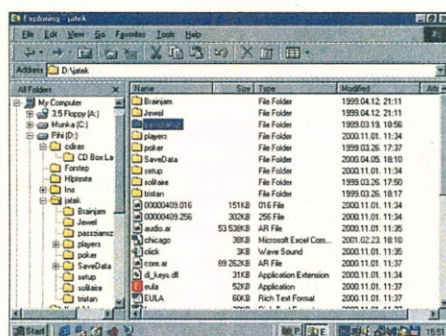 Exploring - jatek
File Edit View Go Favorites Tools Help
Address D:\jatek
All Folders
My Computer
3.5 Floppy (A:)
Munka (C:)
Pihi (D:)
cdiras
CD Box La
Forstep
Hlptexte
Ins
jatek
Brainjam
Jewel
passziansz
players
poker
SaveData
setup
solitaire
tristan
Name Size Type Modified Attr
Brainjam File Folder 1999.04.12. 21:11
Jewel File Folder 1999.04.12. 21:11
File Folder 1999.03.19. 10:56
players File Folder 2000.11.01. 11:34
poker File Folder 1999.03.26. 17:37
SaveData File Folder 2000.04.05. 18:10
setup File Folder 2000.11.01. 11:34
solitaire File Folder 1999.03.26. 17:50
tristan File Folder 1999.03.26. 18:17
00000409.016 151KB 016 File 2000.11.01. 11:34
00000409.256 302KB 256 File 2000.11.01. 11:34
audio.ar 53 538KB AR File 2000.11.01. 11:35
chicago 38KB Microsoft Excel Com... 2001.02.23. 18:10
click 3KB Wave Sound 2000.11.01. 11:35
core.ar 89 262KB AR File 2000.11.01. 11:34
di_keys.dll 31KB Application Extension 2000.11.01. 11:34
eula 52KB Application 2000.11.01. 11:37
EULA 60KB Rich Text Format 2000.11.01. 11:37
Start